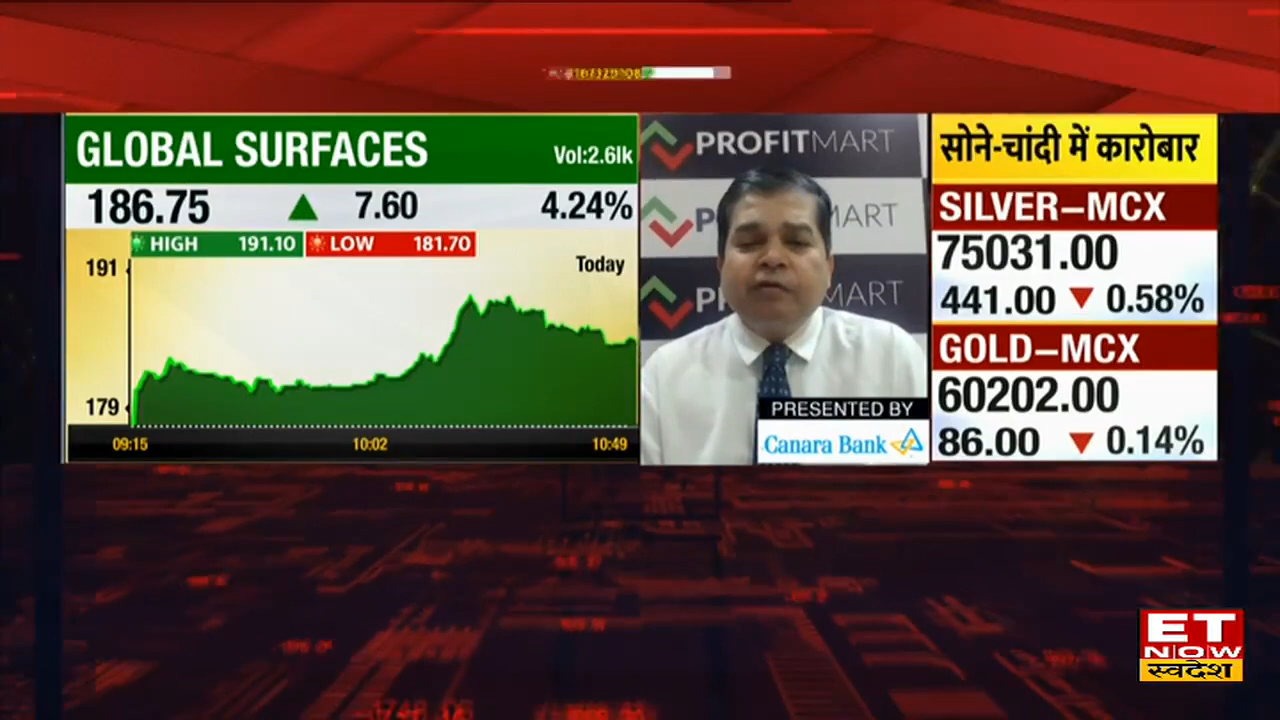 GLOBAL SURFACES
Vol:2.6lk
186.75 ▲ 7.60 4.24%
HIGH 191.10 LOW 181.70
191
Today
179
09:15 10:02 10:49
PROFITMART
MART
MART
PRESENTED BY
Canara Bank
सोने-चांदी में कारोबार
SILVER–MCX
75031.00
441.00 ▼ 0.58%
GOLD–MCX
60202.00
86.00 ▼ 0.14%
ET
NOW
स्वदेश